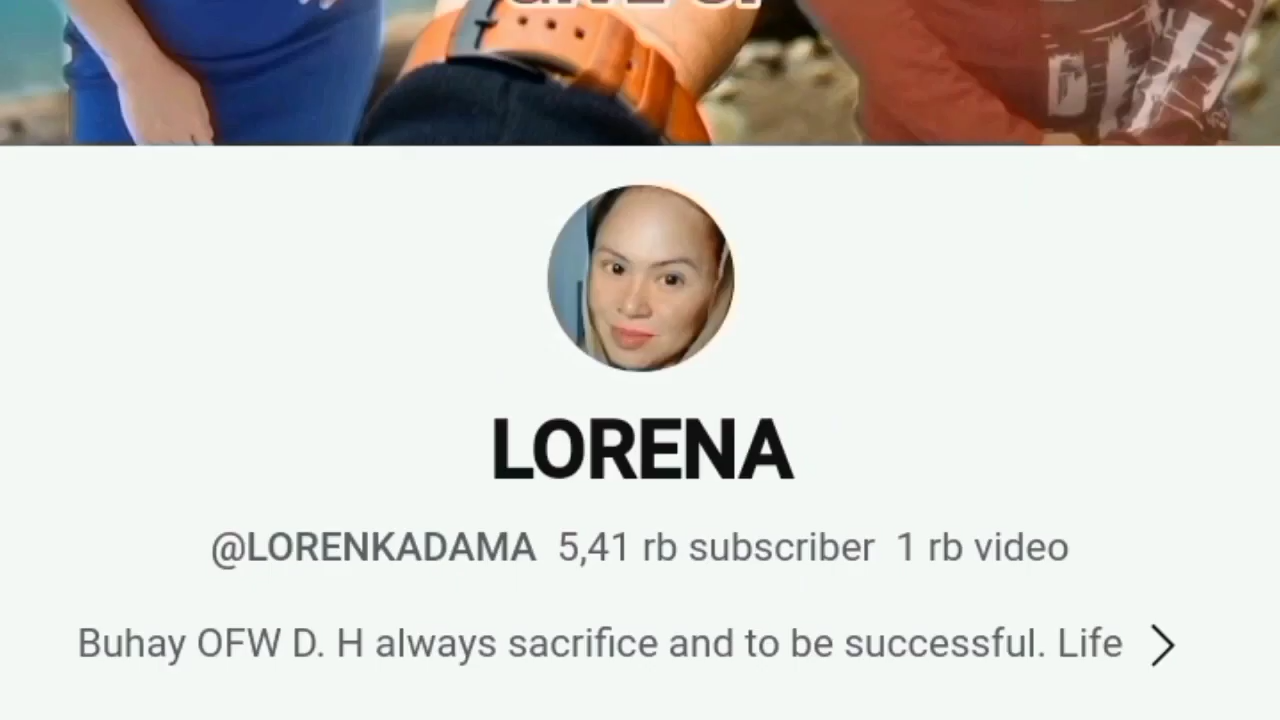 LORENA
@LORENKADAMA 5,41 rb subscriber 1 rb video
Buhay OFW D. H always sacrifice and to be successful. Life